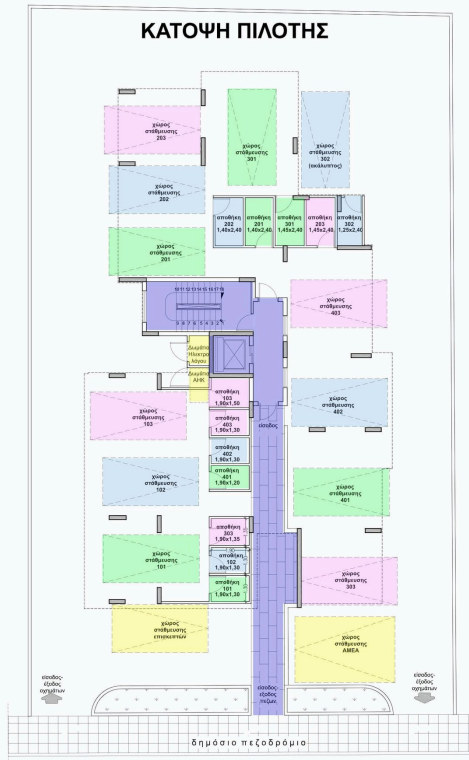 ΚΑΤΟΨΗ ΠΙΛΟΤΗΣ
χώρος
στάθμευσης
203
χώρος
στάθμευσης
301
χώρος
στάθμευσης
302
(ακάλυπτος)
χώρος
στάθμευσης
202
αποθήκη
202
1,40x2,40
αποθήκη
201
1,40x2,40
αποθήκη
301
1,45x2,40
αποθήκη
203
1,45x2,40
αποθήκη
302
1,25x2,40
χώρος
στάθμευσης
201
χώρος
στάθμευσης
403
Δωμάτιο
Ηλεκτρο
λόγου
Δωμάτιο
ΑΗΚ
αποθήκη
103
1,90x1,50
χώρος
στάθμευσης
103
αποθήκη
403
1,90x1,30
είσοδος
χώρος
στάθμευσης
402
αποθήκη
402
1,90x1,30
αποθήκη
401
1,90x1,20
χώρος
στάθμευσης
102
χώρος
στάθμευσης
401
αποθήκη
303
1,90x1,35
χώρος
στάθμευσης
101
αποθήκη
102
1,90x1,30
αποθήκη
101
1,90x1,30
χώρος
στάθμευσης
303
χώρος
στάθμευσης
επισκεπτών
χώρος
στάθμευσης
ΑΜΕΑ
είσοδος-
έξοδος
οχημάτων
είσοδος-
έξοδος
πεζών
είσοδος-
έξοδος
οχημάτων
δημόσιο πεζοδρόμιο